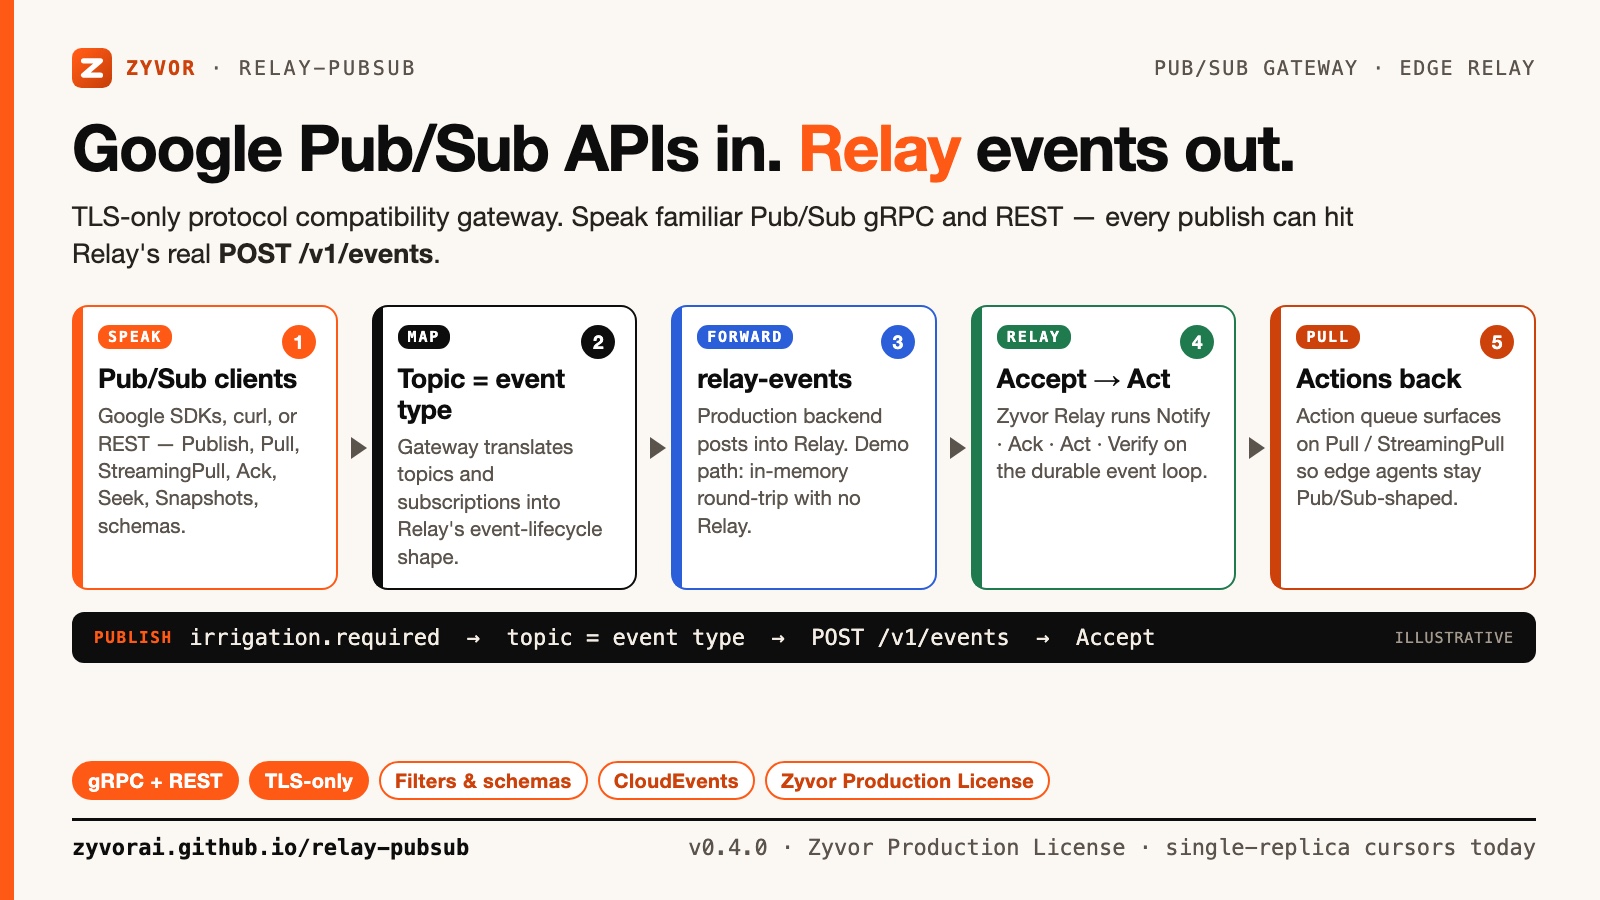 Z ZYVOR · RELAY-PUBSUB
PUB/SUB GATEWAY · EDGE RELAY
Google Pub/Sub APIs in. Relay events out.
TLS-only protocol compatibility gateway. Speak familiar Pub/Sub gRPC and REST — every publish can hit
Relay's real POST /v1/events.
SPEAK
1
Pub/Sub clients
Google SDKs, curl, or
REST — Publish, Pull,
StreamingPull, Ack,
Seek, Snapshots,
schemas.
MAP
2
Topic = event
type
Gateway translates
topics and
subscriptions into
Relay's event-lifecycle
shape.
FORWARD
3
relay-events
Production backend
posts into Relay. Demo
path: in-memory
round-trip with no
Relay.
RELAY
4
Accept → Act
Zyvor Relay runs Notify
· Ack · Act · Verify on
the durable event loop.
PULL
5
Actions back
Action queue surfaces
on Pull / StreamingPull
so edge agents stay
Pub/Sub-shaped.
PUBLISH irrigation.required → topic = event type → POST /v1/events → Accept
ILLUSTRATIVE
gRPC + REST
TLS-only
Filters & schemas
CloudEvents
Zyvor Production License
zyvorai.github.io/relay-pubsub
v0.4.0 · Zyvor Production License · single-replica cursors today